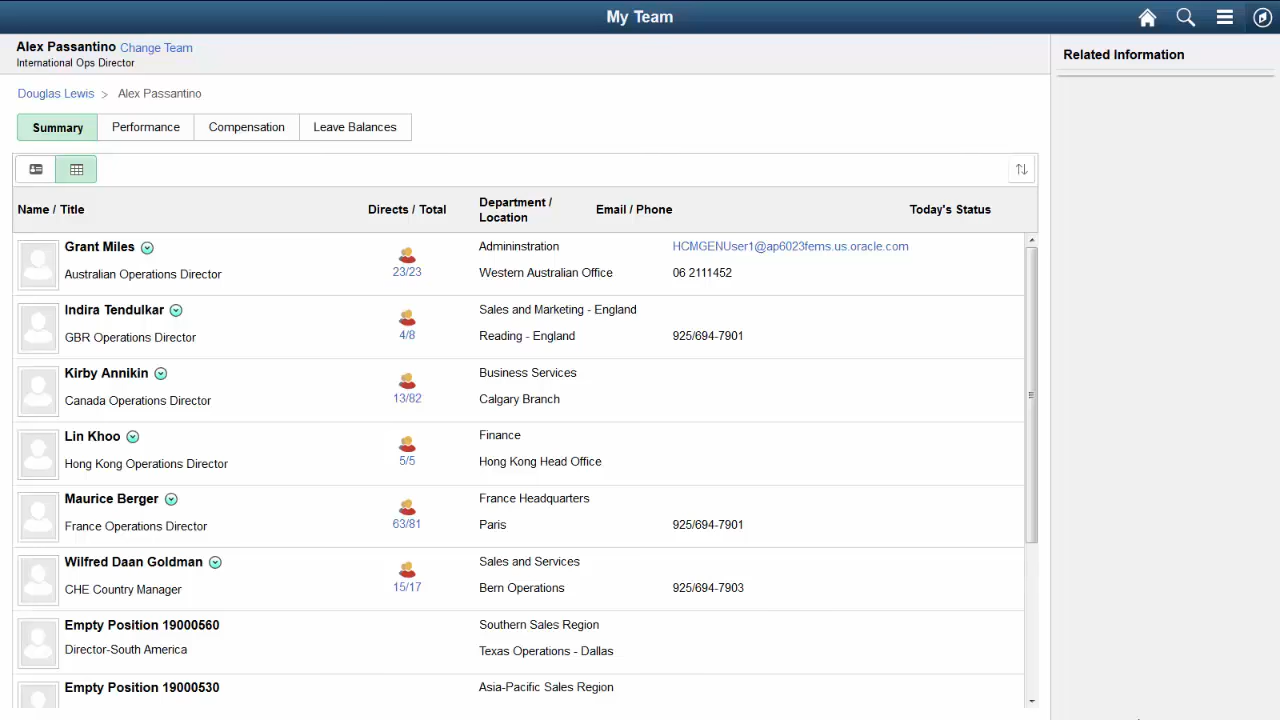 My Team
Alex Passantino Change Team
International Ops Director
Related Information
Douglas Lewis > Alex Passantino
Summary Performance Compensation Leave Balances
Name / Title Directs / Total Department / Location Email / Phone Today's Status
Grant Miles Admininstration HCMGENUser1@ap6023fems.us.oracle.com
Australian Operations Director 23/23 Western Australian Office 06 2111452
Indira Tendulkar Sales and Marketing - England
GBR Operations Director 4/8 Reading - England 925/694-7901
Kirby Annikin Business Services
Canada Operations Director 13/82 Calgary Branch
Lin Khoo Finance
Hong Kong Operations Director 5/5 Hong Kong Head Office
Maurice Berger France Headquarters
France Operations Director 63/81 Paris 925/694-7901
Wilfred Daan Goldman Sales and Services
CHE Country Manager 15/17 Bern Operations 925/694-7903
Empty Position 19000560 Southern Sales Region
Director-South America Texas Operations - Dallas
Empty Position 19000530 Asia-Pacific Sales Region